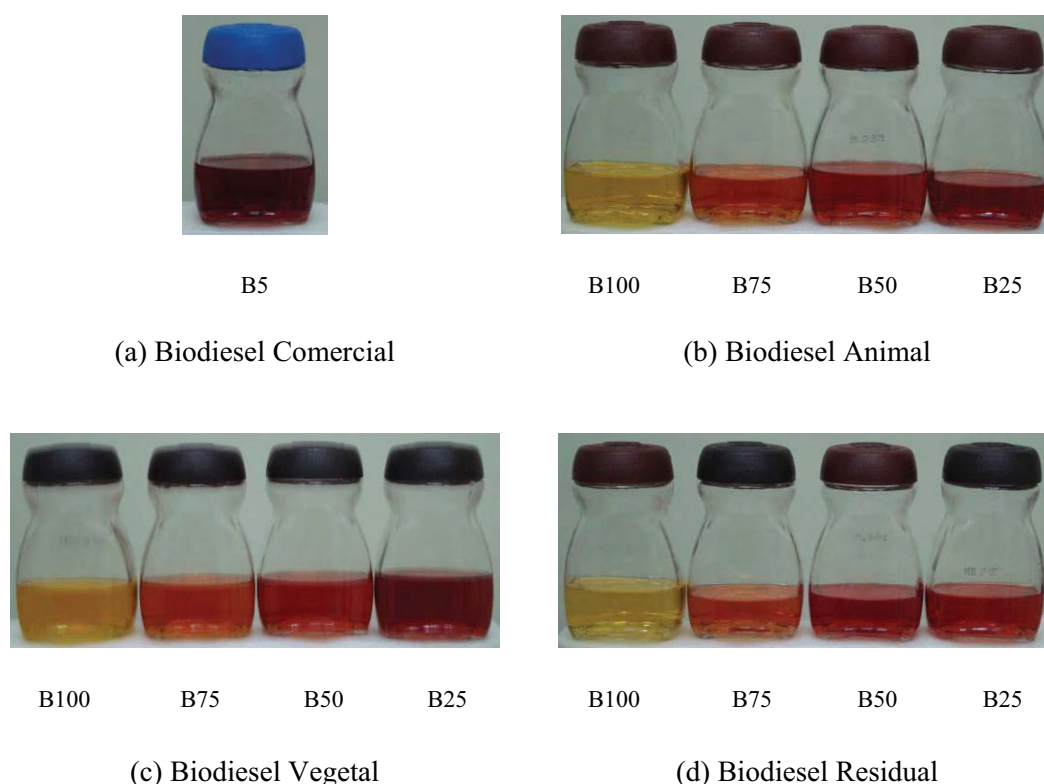 B5
(a) Biodiesel Comercial
B100 B75 B50 B25
(b) Biodiesel Animal
B100 B75 B50 B25
(c) Biodiesel Vegetal
B100 B75 B50 B25
(d) Biodiesel Residual